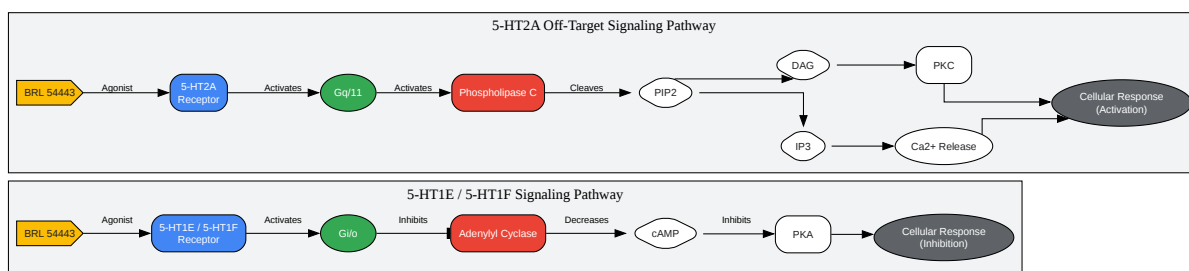 5-HT2A Off-Target Signaling Pathway
BRL 54443
Agonist
5-HT2A
Receptor
Activates
Gq/11
Activates
Phospholipase C
Cleaves
PIP2
DAG
PKC
IP3
Ca2+ Release
Cellular Response
(Activation)
5-HT1E / 5-HT1F Signaling Pathway
BRL 54443
Agonist
5-HT1E / 5-HT1F
Receptor
Activates
Gi/o
Inhibits
Adenylyl Cyclase
Decreases
cAMP
Inhibits
PKA
Cellular Response
(Inhibition)